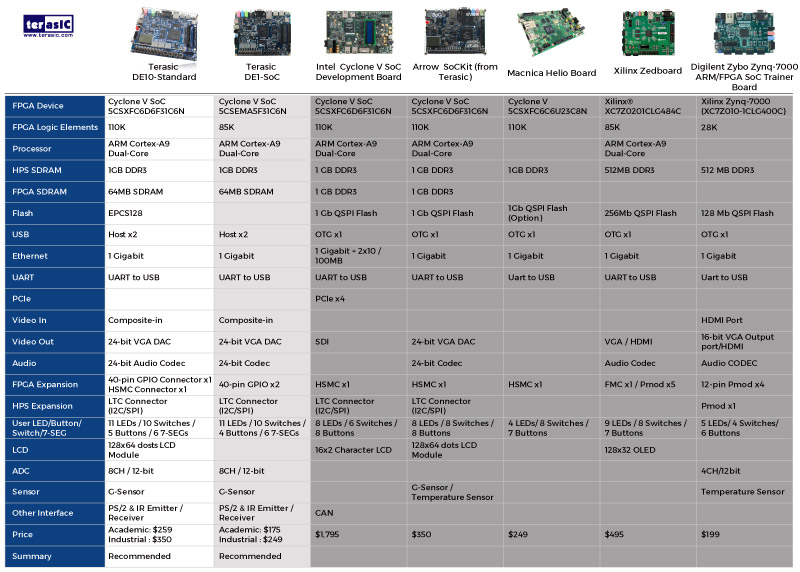 terasIC
www.terasic.com
Terasic
DE10-Standard
Terasic
DE1-SoC
Intel Cyclone V SoC
Development Board
Arrow SoCKit (from
Terasic)
Macnica Helio Board
Xilinx Zedboard
Digilent Zybo Zynq-7000
ARM/FPGA SoC Trainer
Board
FPGA Device
Cyclone V SoC
5CSXFC6D6F31C6N
Cyclone V SoC
5CSEMA5F31C6N
Cyclone V SoC
5CSXFC6D6F31C6N
Cyclone V SoC
5CSXFC6D6F31C6N
Cyclone V
5CSXFC6C6U23C8N
Xilinx®
XC7Z0201CLG484C
Xilinx Zynq-7000
(XC7Z010-1CLG400C)
FPGA Logic Elements
110K
85K
110K
110K
110K
85K
28K
Processor
ARM Cortex-A9
Dual-Core
ARM Cortex-A9
Dual-Core
ARM Cortex-A9
Dual-Core
ARM Cortex-A9
Dual-Core
ARM Cortex-A9
Dual-Core
HPS SDRAM
1GB DDR3
1GB DDR3
1 GB DDR3
1 GB DDR3
1GB DDR3
512MB DDR3
512 MB DDR3
FPGA SDRAM
64MB SDRAM
64MB SDRAM
1 GB DDR3
1 GB DDR3
Flash
EPCS128
1 Gb QSPI Flash
1 Gb QSPI Flash
1Gb QSPI Flash
(Option)
256Mb QSPI Flash
128 Mb QSPI Flash
USB
Host x2
Host x2
OTG x1
OTG x1
OTG x1
OTG x1
OTG x1
Ethernet
1 Gigabit
1 Gigabit
1 Gigabit + 2x10 /
100MB
1 Gigabit
1 Gigabit
1 Gigabit
1 Gigabit
UART
UART to USB
UART to USB
UART to USB
UART to USB
Uart to USB
UART to USB
Uart to USB
PCIe
PCIe x4
Video In
Composite-in
Composite-in
HDMI Port
Video Out
24-bit VGA DAC
24-bit VGA DAC
SDI
24-bit VGA DAC
VGA / HDMI
16-bit VGA Output
port/HDMI
Audio
24-bit Audio Codec
24-bit Codec
24-bit Codec
Audio Codec
Audio CODEC
FPGA Expansion
40-pin GPIO Connector x1
HSMC Connector x1
40-pin GPIO x2
HSMC x1
HSMC x1
HSMC x1
FMC x1 / Pmod x5
12-pin Pmod x4
HPS Expansion
LTC Connector
(I2C/SPI)
LTC Connector
(I2C/SPI)
LTC Connector
(I2C/SPI)
LTC Connector
(I2C/SPI)
Pmod x1
User LED/Button/
Switch/7-SEG
11 LEDs / 10 Switches /
5 Buttons / 6 7-SEGs
11 LEDs / 10 Switches /
4 Buttons / 6 7-SEGs
8 LEDs / 6 Switches /
8 Buttons
8 LEDs / 8 Switches /
8 Buttons
4 LEDs/ 8 Switches /
7 Buttons
9 LEDs / 8 Switches /
7 Buttons
5 LEDs/ 4 Switches/
6 Buttons
LCD
128x64 dosts LCD
Module
16x2 Character LCD
128x64 dots LCD
Module
128x32 OLED
ADC
8CH / 12-bit
8CH / 12-bit
4CH/12bit
Sensor
G-Sensor
G-Sensor
G-Sensor /
Temperature Sensor
Temperature Sensor
Other Interface
PS/2 & IR Emitter /
Receiver
PS/2 & IR Emitter /
Receiver
CAN
Price
Academic: $259
Industrial : $350
Academic: $175
Industrial : $249
$1,795
$350
$249
$495
$199
Summary
Recommended
Recommended